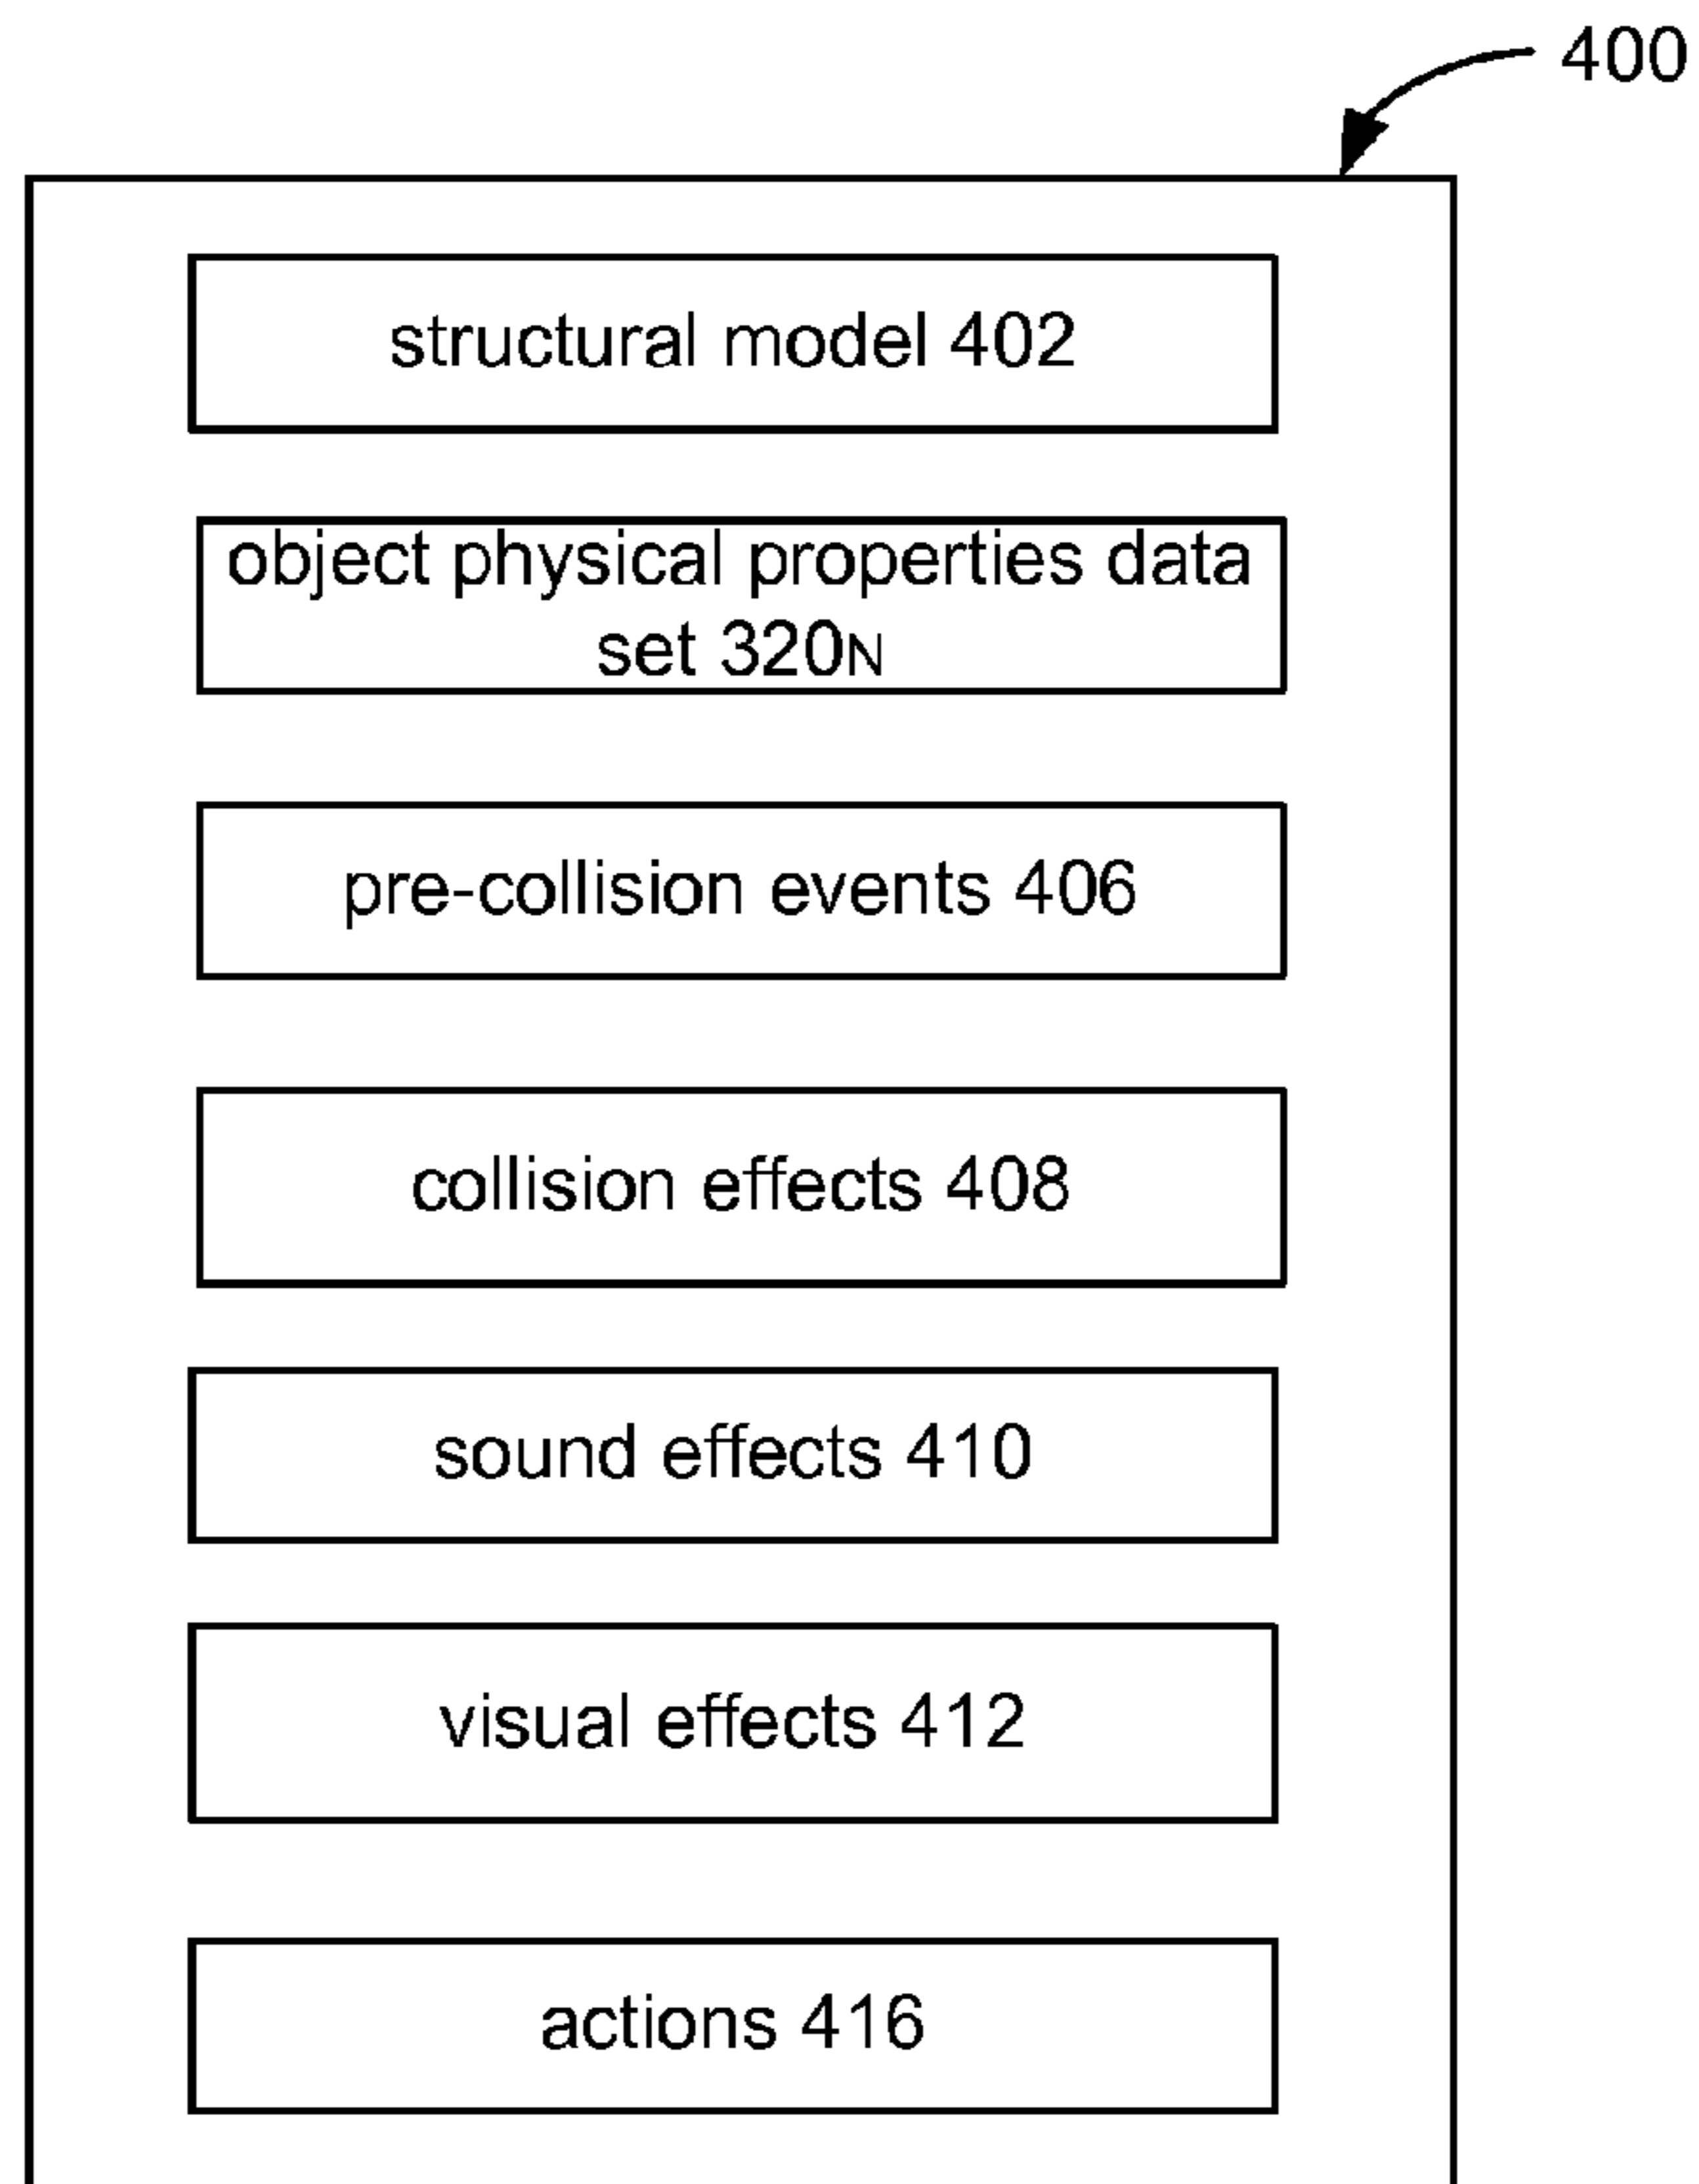 400
structural model 402
object physical properties data
set 320N
pre-collision events 406
collision effects 408
sound effects 410
visual effects 412
actions 416